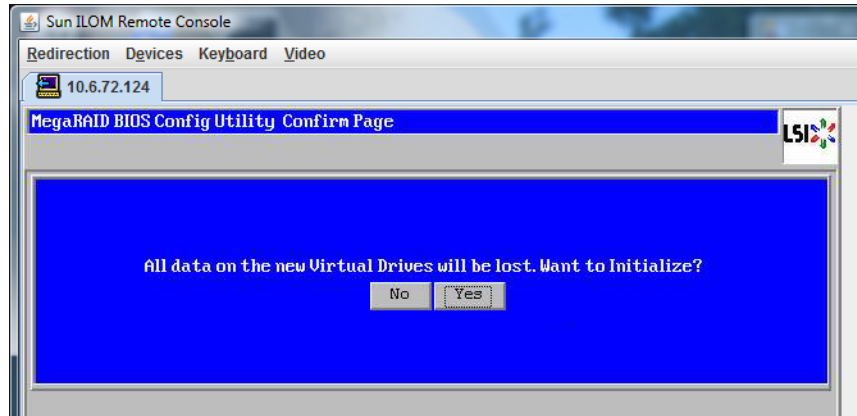 Sun ILOM Remote Console
Redirection Devices Keyboard Video
10.6.72.124
MegaRAID BIOS Config Utility Confirm Page
LSI
All data on the new Virtual Drives will be lost. Want to Initialize?
No Yes